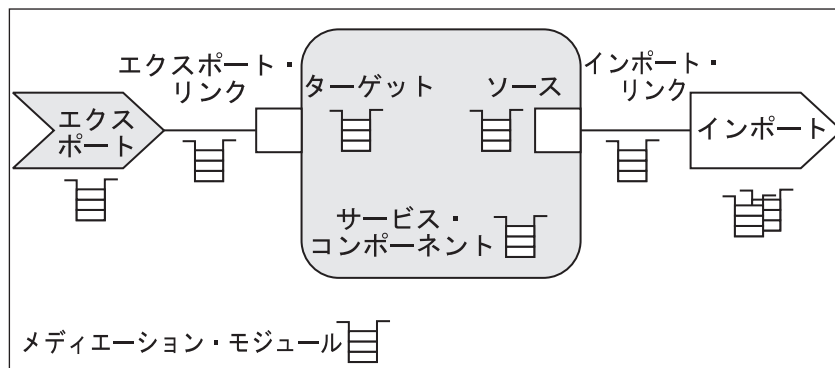 エクスポート・
リンク
ターゲット
ソース
インポート・
リンク
エクス
ポート
インポート
サービス・
コンポーネント
メディエーション・モジュール